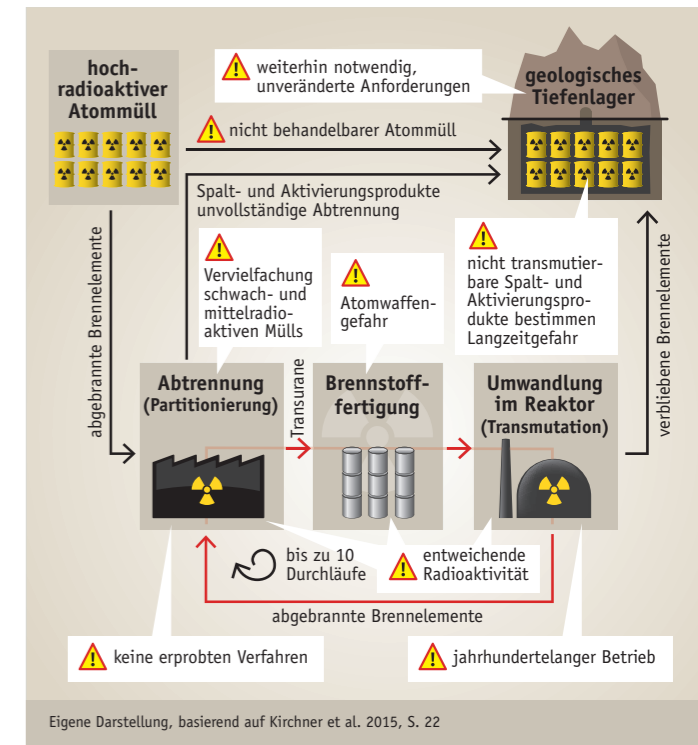 hoch-
radioaktiver
Atommüll
weiterhin notwendig,
unveränderte Anforderungen
geologisches
Tiefenlager
nicht behandelbarer Atommüll
Spalt- und Aktivierungsprodukte
unvollständige Abtrennung
abgebrannte Brennelemente
Vervielfachung
schwach- und
mittelradio-
aktiven Mülls
Atomwaffen-
gefahr
nicht transmutier-
bare Spalt- und
Aktivierungspro-
dukte bestimmen
Langzeitgefahr
verbliebene Brennelemente
Abtrennung
(Partitionierung)
Transurane
Brennstoff-
fertigung
Umwandlung
im Reaktor
(Transmutation)
bis zu 10
Durchläufe
entweichende
Radioaktivität
abgebrannte Brennelemente
keine erprobten Verfahren
jahrhundertelanger Betrieb
Eigene Darstellung, basierend auf Kirchner et al. 2015, S. 22